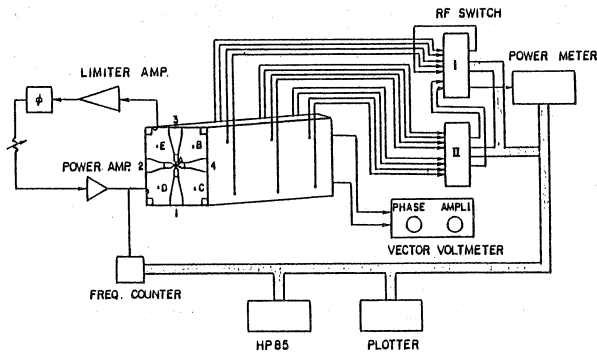 RF SWITCH
I
POWER METER
LIMITER AMP.
φ
3
E
B
2
A
4
POWER AMP.
D
C
1
II
PHASE AMPLI
VECTOR VOLTMETER
FREQ. COUNTER
HP85
PLOTTER